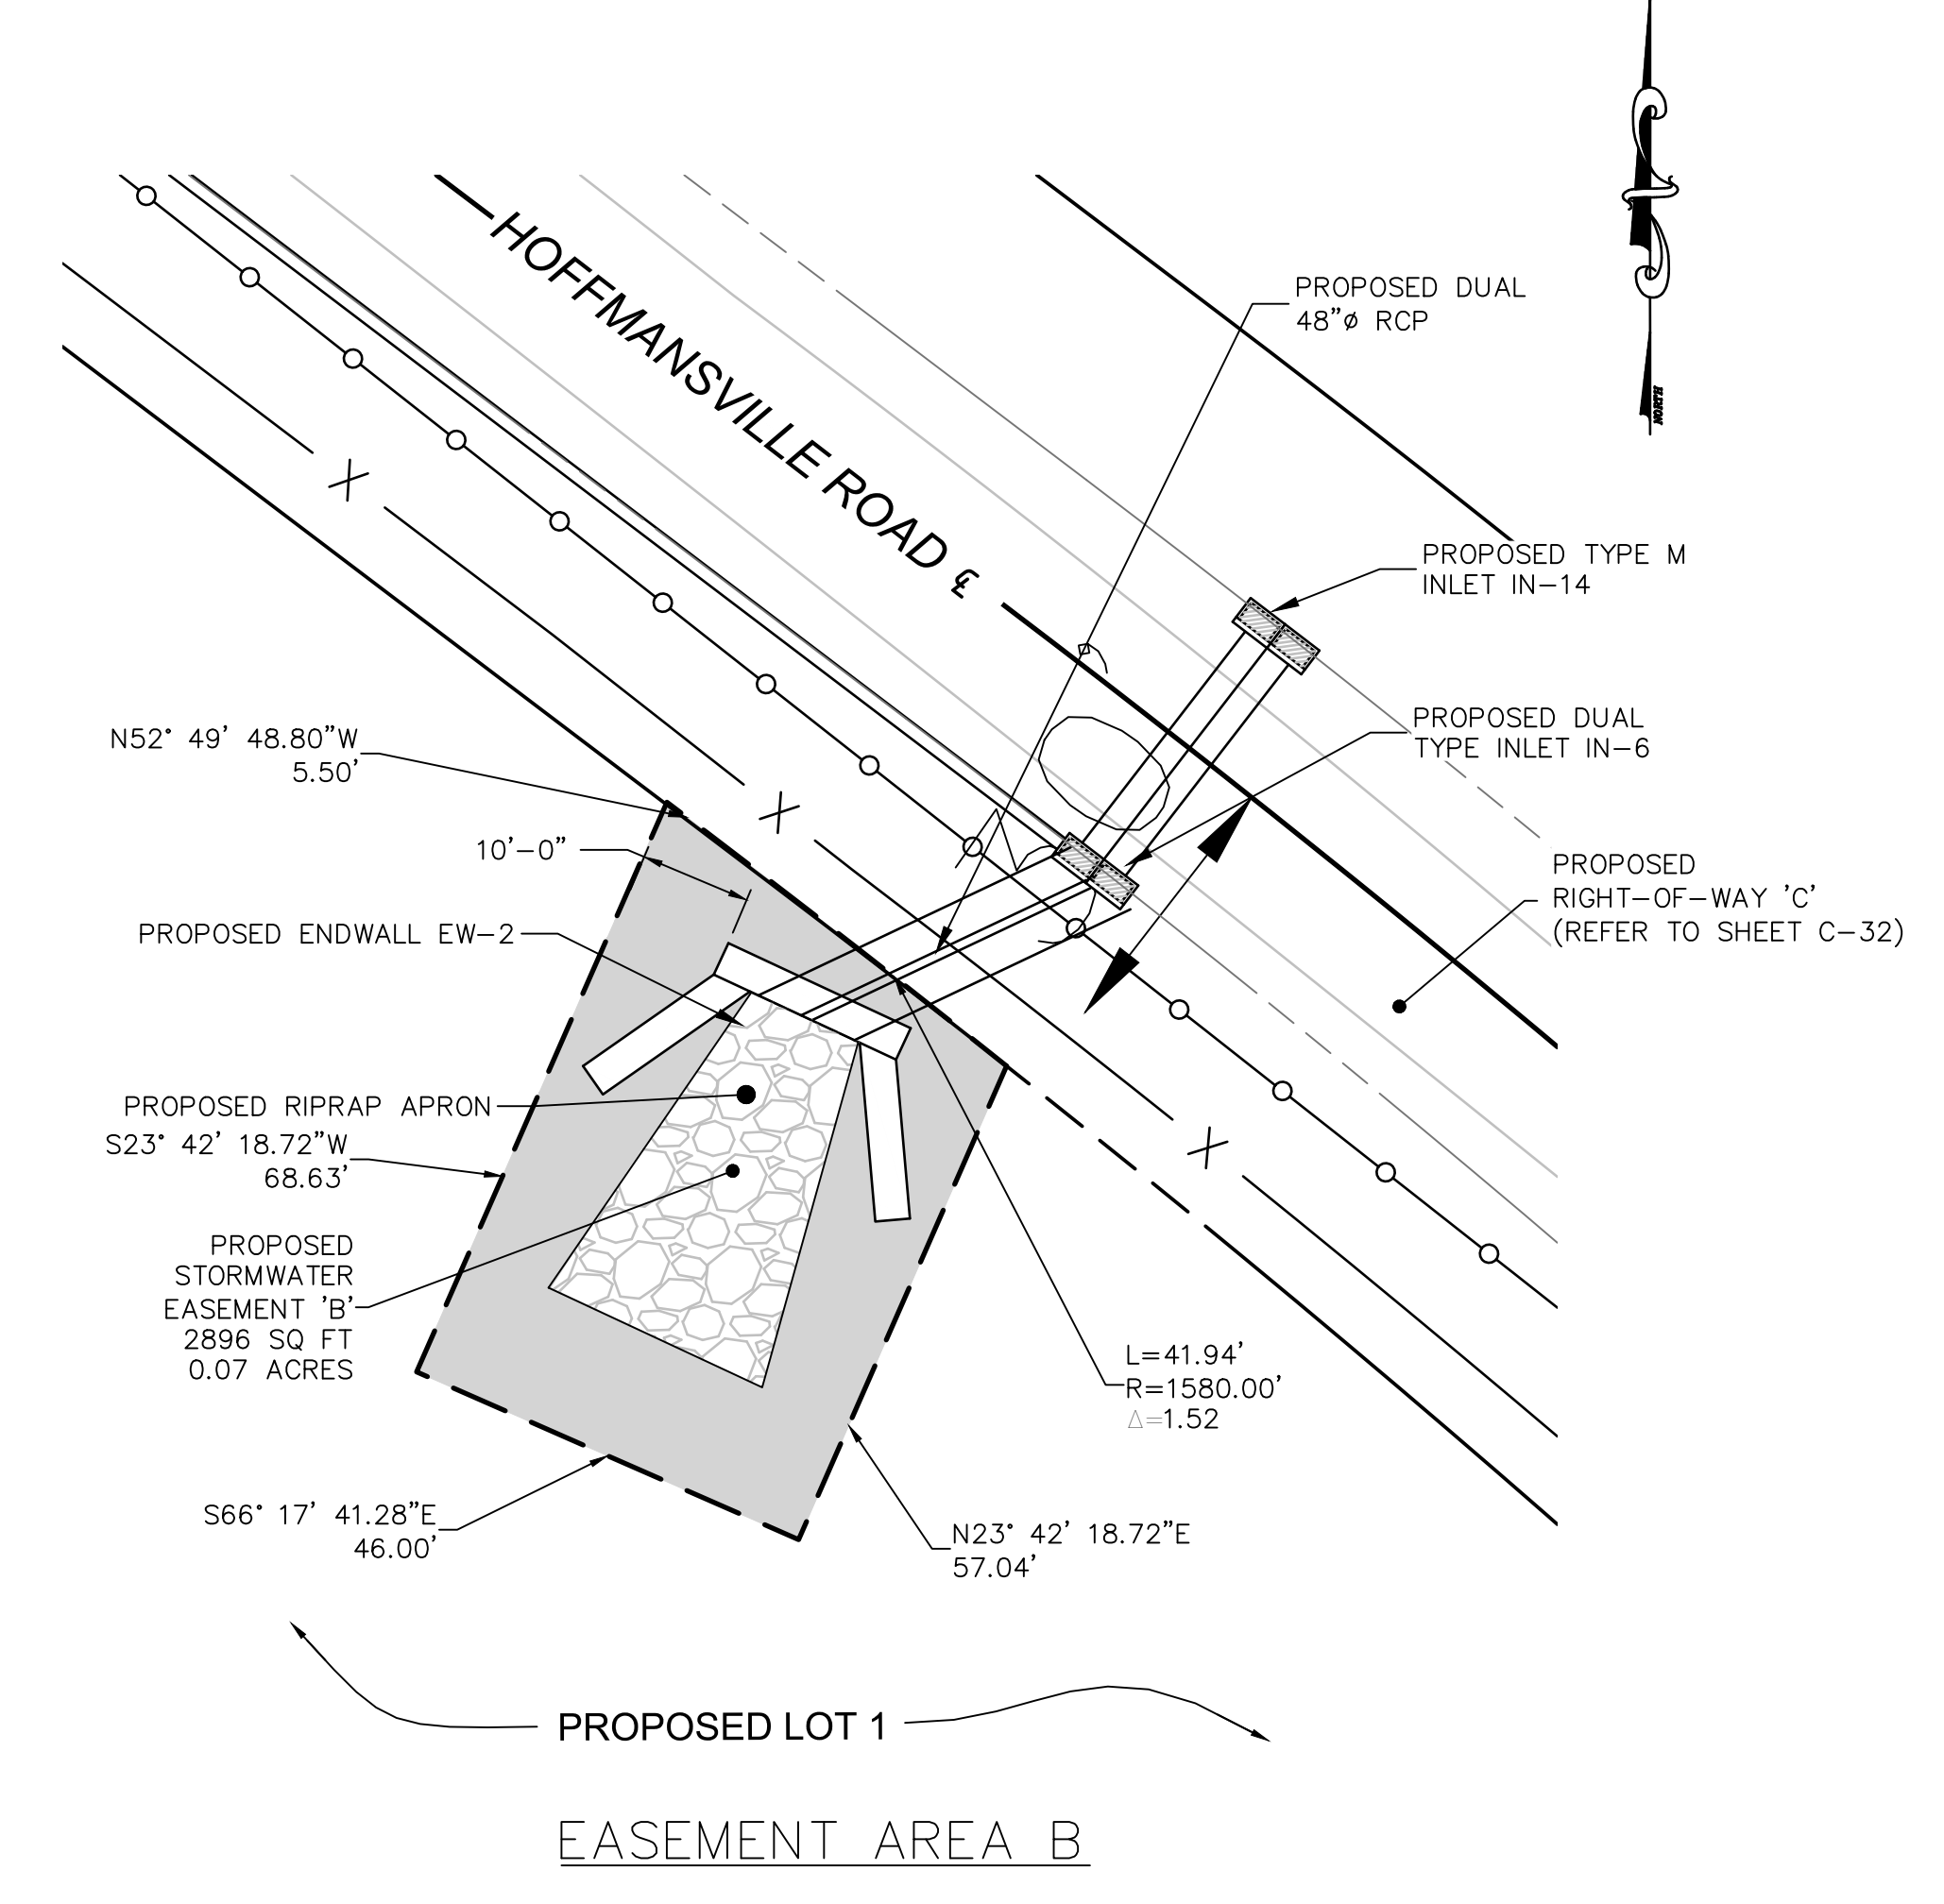 NORTH
HOFFMANSVILLE ROAD ℄
PROPOSED DUAL
48"ø RCP
PROPOSED TYPE M
INLET IN-14
PROPOSED DUAL
TYPE INLET IN-6
PROPOSED
RIGHT-OF-WAY 'C'
(REFER TO SHEET C-32)
X
X
X
N52° 49' 48.80"W
5.50'
10'-0"
PROPOSED ENDWALL EW-2
PROPOSED RIPRAP APRON
S23° 42' 18.72"W
68.63'
PROPOSED
STORMWATER
EASEMENT 'B'
2896 SQ FT
0.07 ACRES
L=41.94'
R=1580.00'
Δ=1.52
S66° 17' 41.28"E
46.00'
N23° 42' 18.72"E
57.04'
PROPOSED LOT 1
EASEMENT AREA B